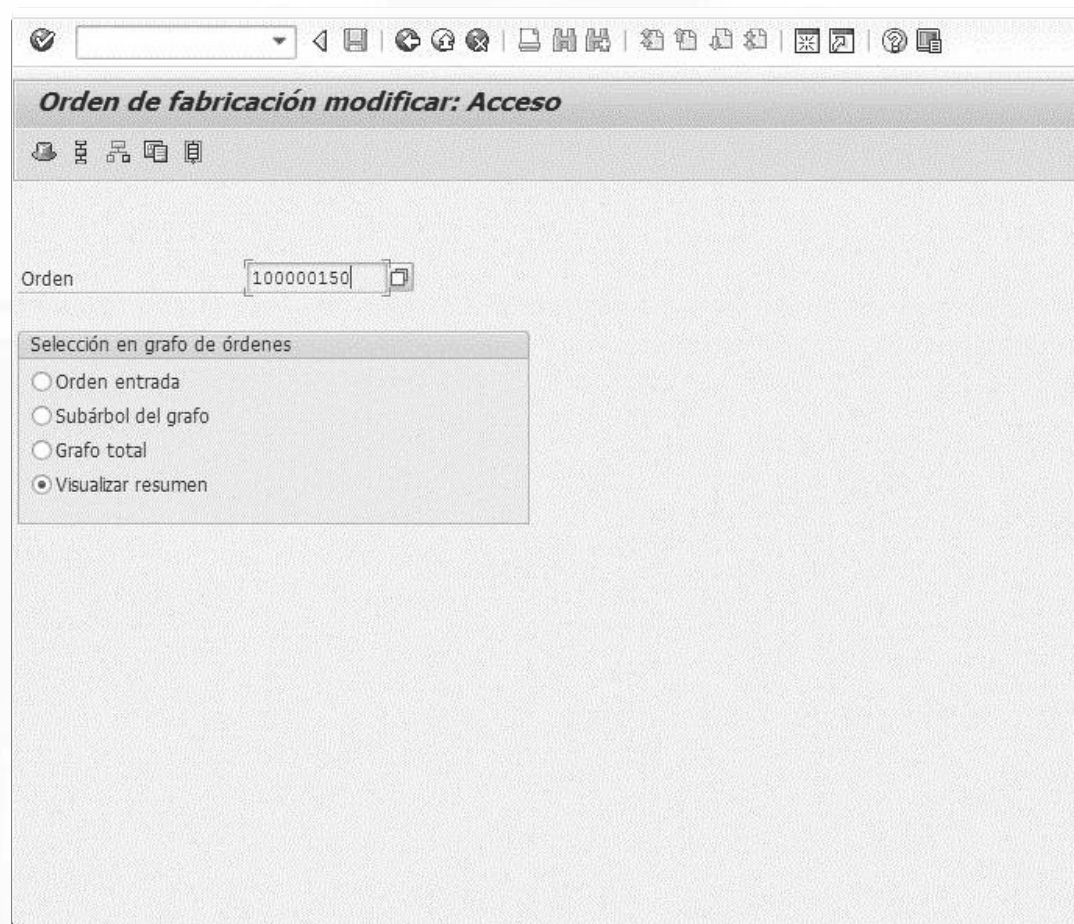 Orden de fabricación modificar: Acceso
Orden 100000150
Selección en grafo de órdenes
Orden entrada
Subárbol del grafo
Grafo total
Visualizar resumen